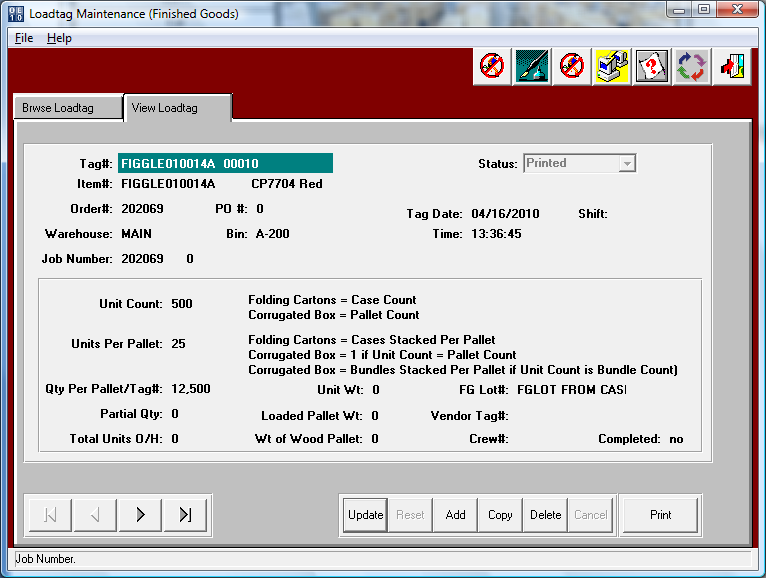 Loadtag Maintenance (Finished Goods)
File Help
Brwse Loadtag View Loadtag
Tag#: FIGGLE010014A 00010 Status: Printed
Item#: FIGGLE010014A CP7704 Red
Order#: 202069 PO #: 0 Tag Date: 04/16/2010 Shift:
Warehouse: MAIN Bin: A-200 Time: 13:36:45
Job Number: 202069 0
Unit Count: 500 Folding Cartons = Case Count
Corrugated Box = Pallet Count
Units Per Pallet: 25 Folding Cartons = Cases Stacked Per Pallet
Corrugated Box = 1 if Unit Count = Pallet Count
Corrugated Box = Bundles Stacked Per Pallet if Unit Count is Bundle Count)
Qty Per Pallet/Tag#: 12,500 Unit Wt: 0 FG Lot#: FGLOT FROM CAS
Partial Qty: 0 Loaded Pallet Wt: 0 Vendor Tag#:
Total Units O/H: 0 Wt of Wood Pallet: 0 Crew#: Completed: no
Update Reset Add Copy Delete Cancel Print
Job Number.